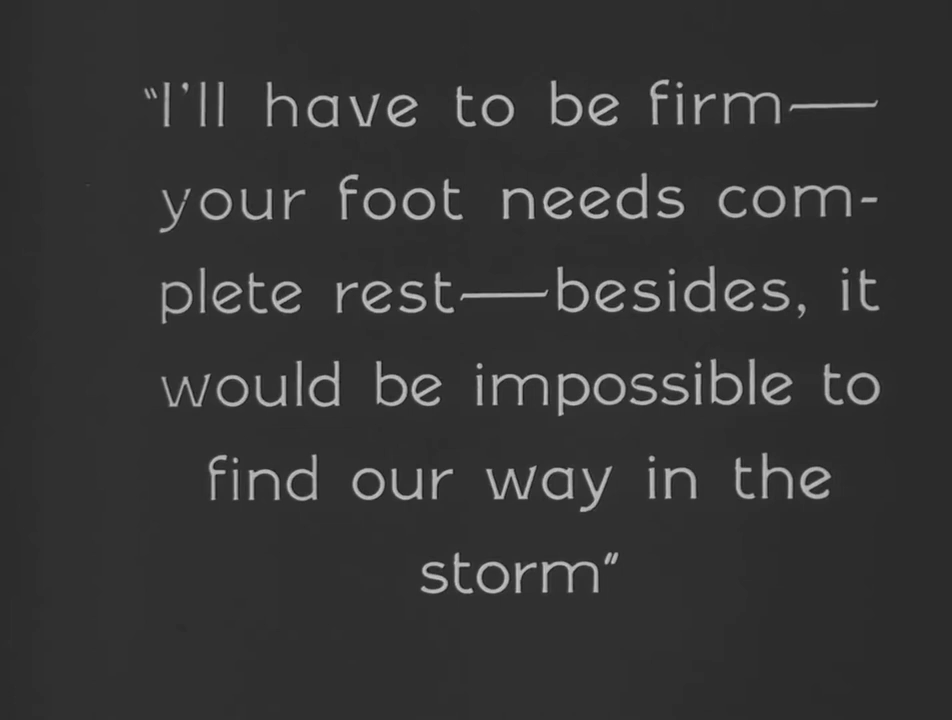 "I'll have to be firm—
your foot needs com-
plete rest—besides, it
would be impossible to
find our way in the
storm"